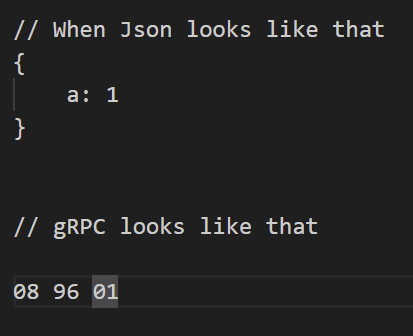 // When Json looks like that
{
a: 1
}
// gRPC looks like that
08 96 01